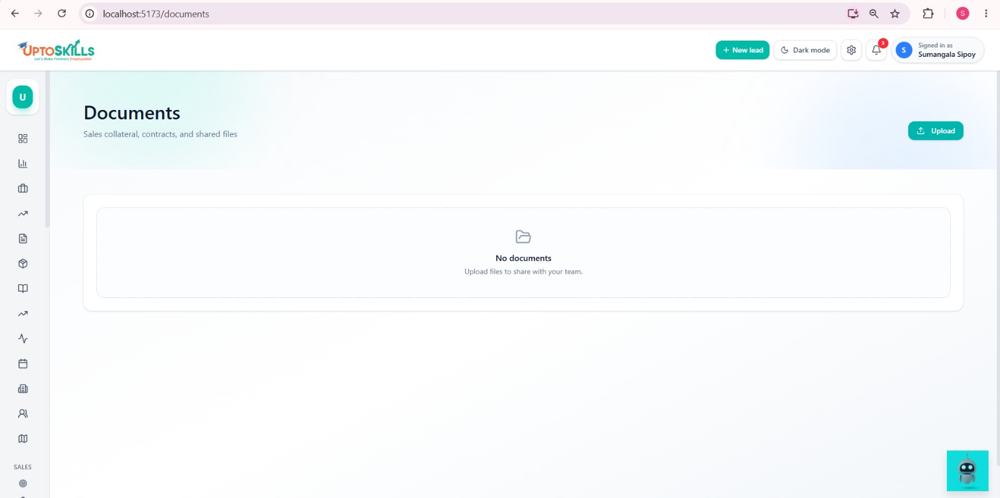 localhost:5173/documents
S
UPTOSKILLS
Let's Make Freshers Employable!
+ New lead
Dark mode
3
S
Signed in as
Sumangala Sipoy
U
Documents
Sales collateral, contracts, and shared files
Upload
No documents
Upload files to share with your team.
SALES